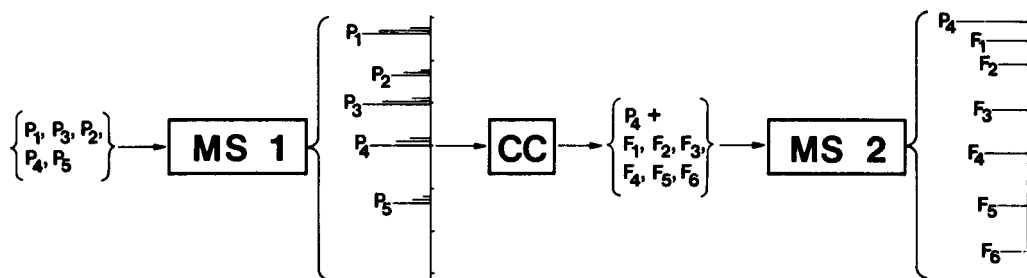 P₁, P₃, P₂,
P₄, P₅
MS 1
P₁
P₂
P₃
P₄
P₅
CC
P₄ +
F₁, F₂, F₃,
F₄, F₅, F₆
MS 2
P₄
F₁
F₂
F₃
F₄
F₅
F₆